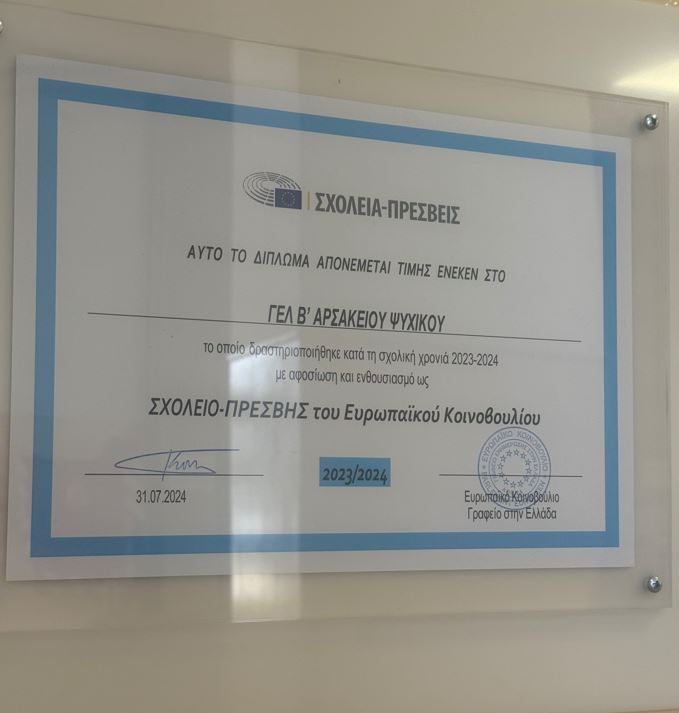 ΣΧΟΛΕΙΑ-ΠΡΕΣΒΕΙΣ
ΑΥΤΟ ΤΟ ΔΙΠΛΩΜΑ ΑΠΟΝΕΜΕΤΑΙ ΤΙΜΗΣ ΕΝΕΚΕΝ ΣΤΟ
ΓΕΛ Β' ΑΡΣΑΚΕΙΟΥ ΨΥΧΙΚΟΥ
το οποίο δραστηριοποιήθηκε κατά τη σχολική χρονιά 2023-2024
με αφοσίωση και ενθουσιασμό ως
ΣΧΟΛΕΙΟ-ΠΡΕΣΒΗΣ του Ευρωπαϊκού Κοινοβουλίου
2023/2024
31.07.2024
ΕΥΡΩΠΑΪΚΟ ΚΟΙΝΟΒΟΥΛΙΟ
Ευρωπαϊκό Κοινοβούλιο
Γραφείο στην Ελλάδα